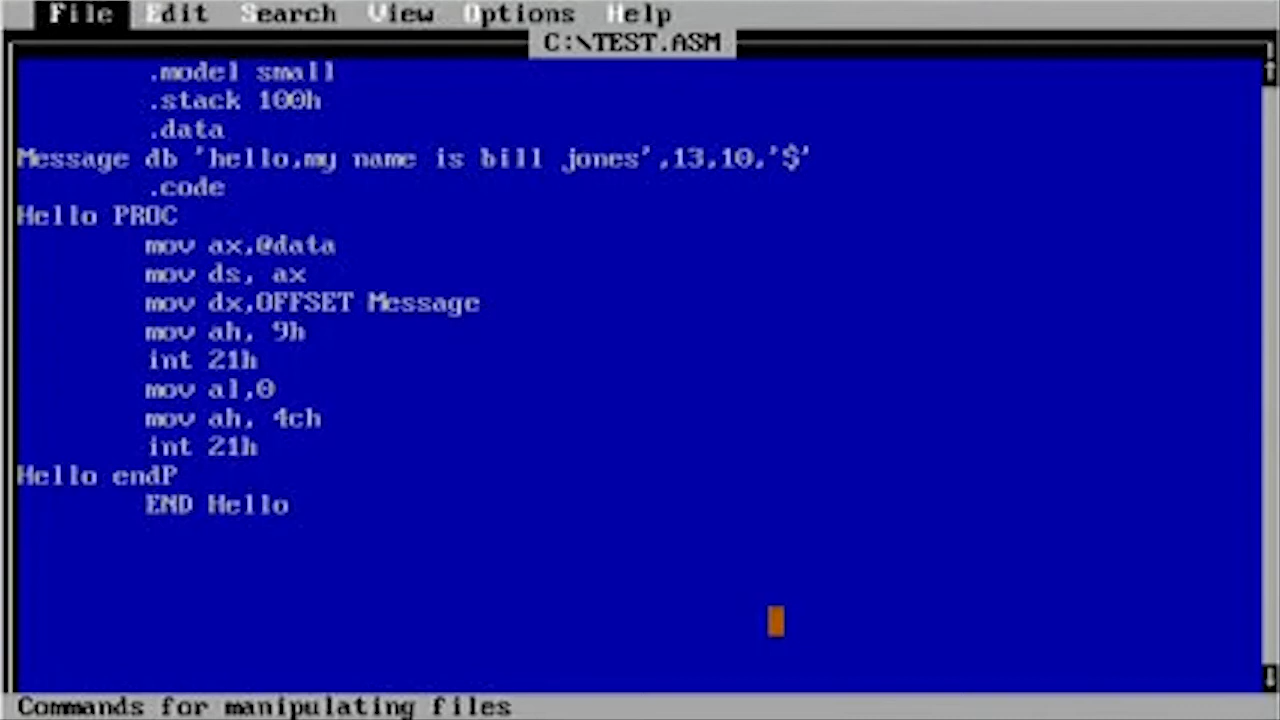 File Edit Search View Options Help
C:\TEST.ASM
.model small
.stack 100h
.data
Message db 'hello,my name is bill jones',13,10,'$'
.code
Hello PROC
mov ax,@data
mov ds, ax
mov dx,OFFSET Message
mov ah, 9h
int 21h
mov al,0
mov ah, 4ch
int 21h
Hello endP
END Hello
Commands for manipulating files